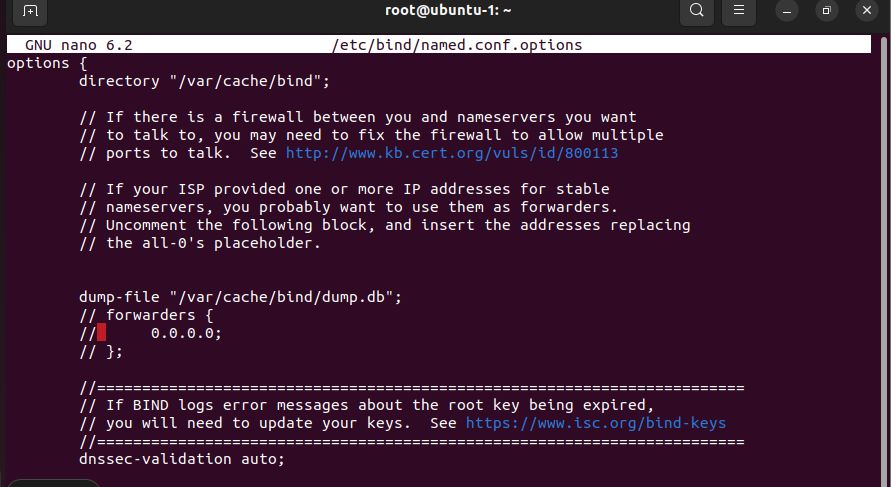 root@ubuntu-1: ~
GNU nano 6.2 /etc/bind/named.conf.options
options {
directory "/var/cache/bind";
// If there is a firewall between you and nameservers you want
// to talk to, you may need to fix the firewall to allow multiple
// ports to talk.  See http://www.kb.cert.org/vuls/id/800113
// If your ISP provided one or more IP addresses for stable
// nameservers, you probably want to use them as forwarders.
// Uncomment the following block, and insert the addresses replacing
// the all-0's placeholder.
dump-file "/var/cache/bind/dump.db";
// forwarders {
//      0.0.0.0;
// };
//========================================================================
// If BIND logs error messages about the root key being expired,
// you will need to update your keys.  See https://www.isc.org/bind-keys
//========================================================================
dnssec-validation auto;